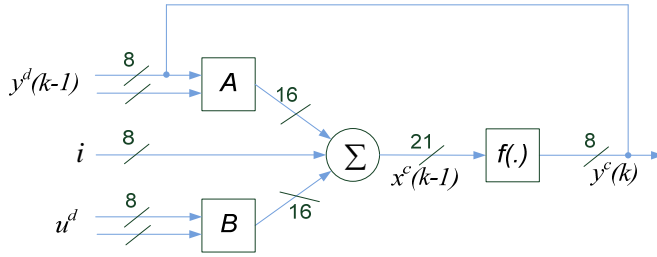 8
y^d(k-1)
A
16
i
8
Σ
21
x^c(k-1)
f(.)
8
y^c(k)
u^d
8
B
16